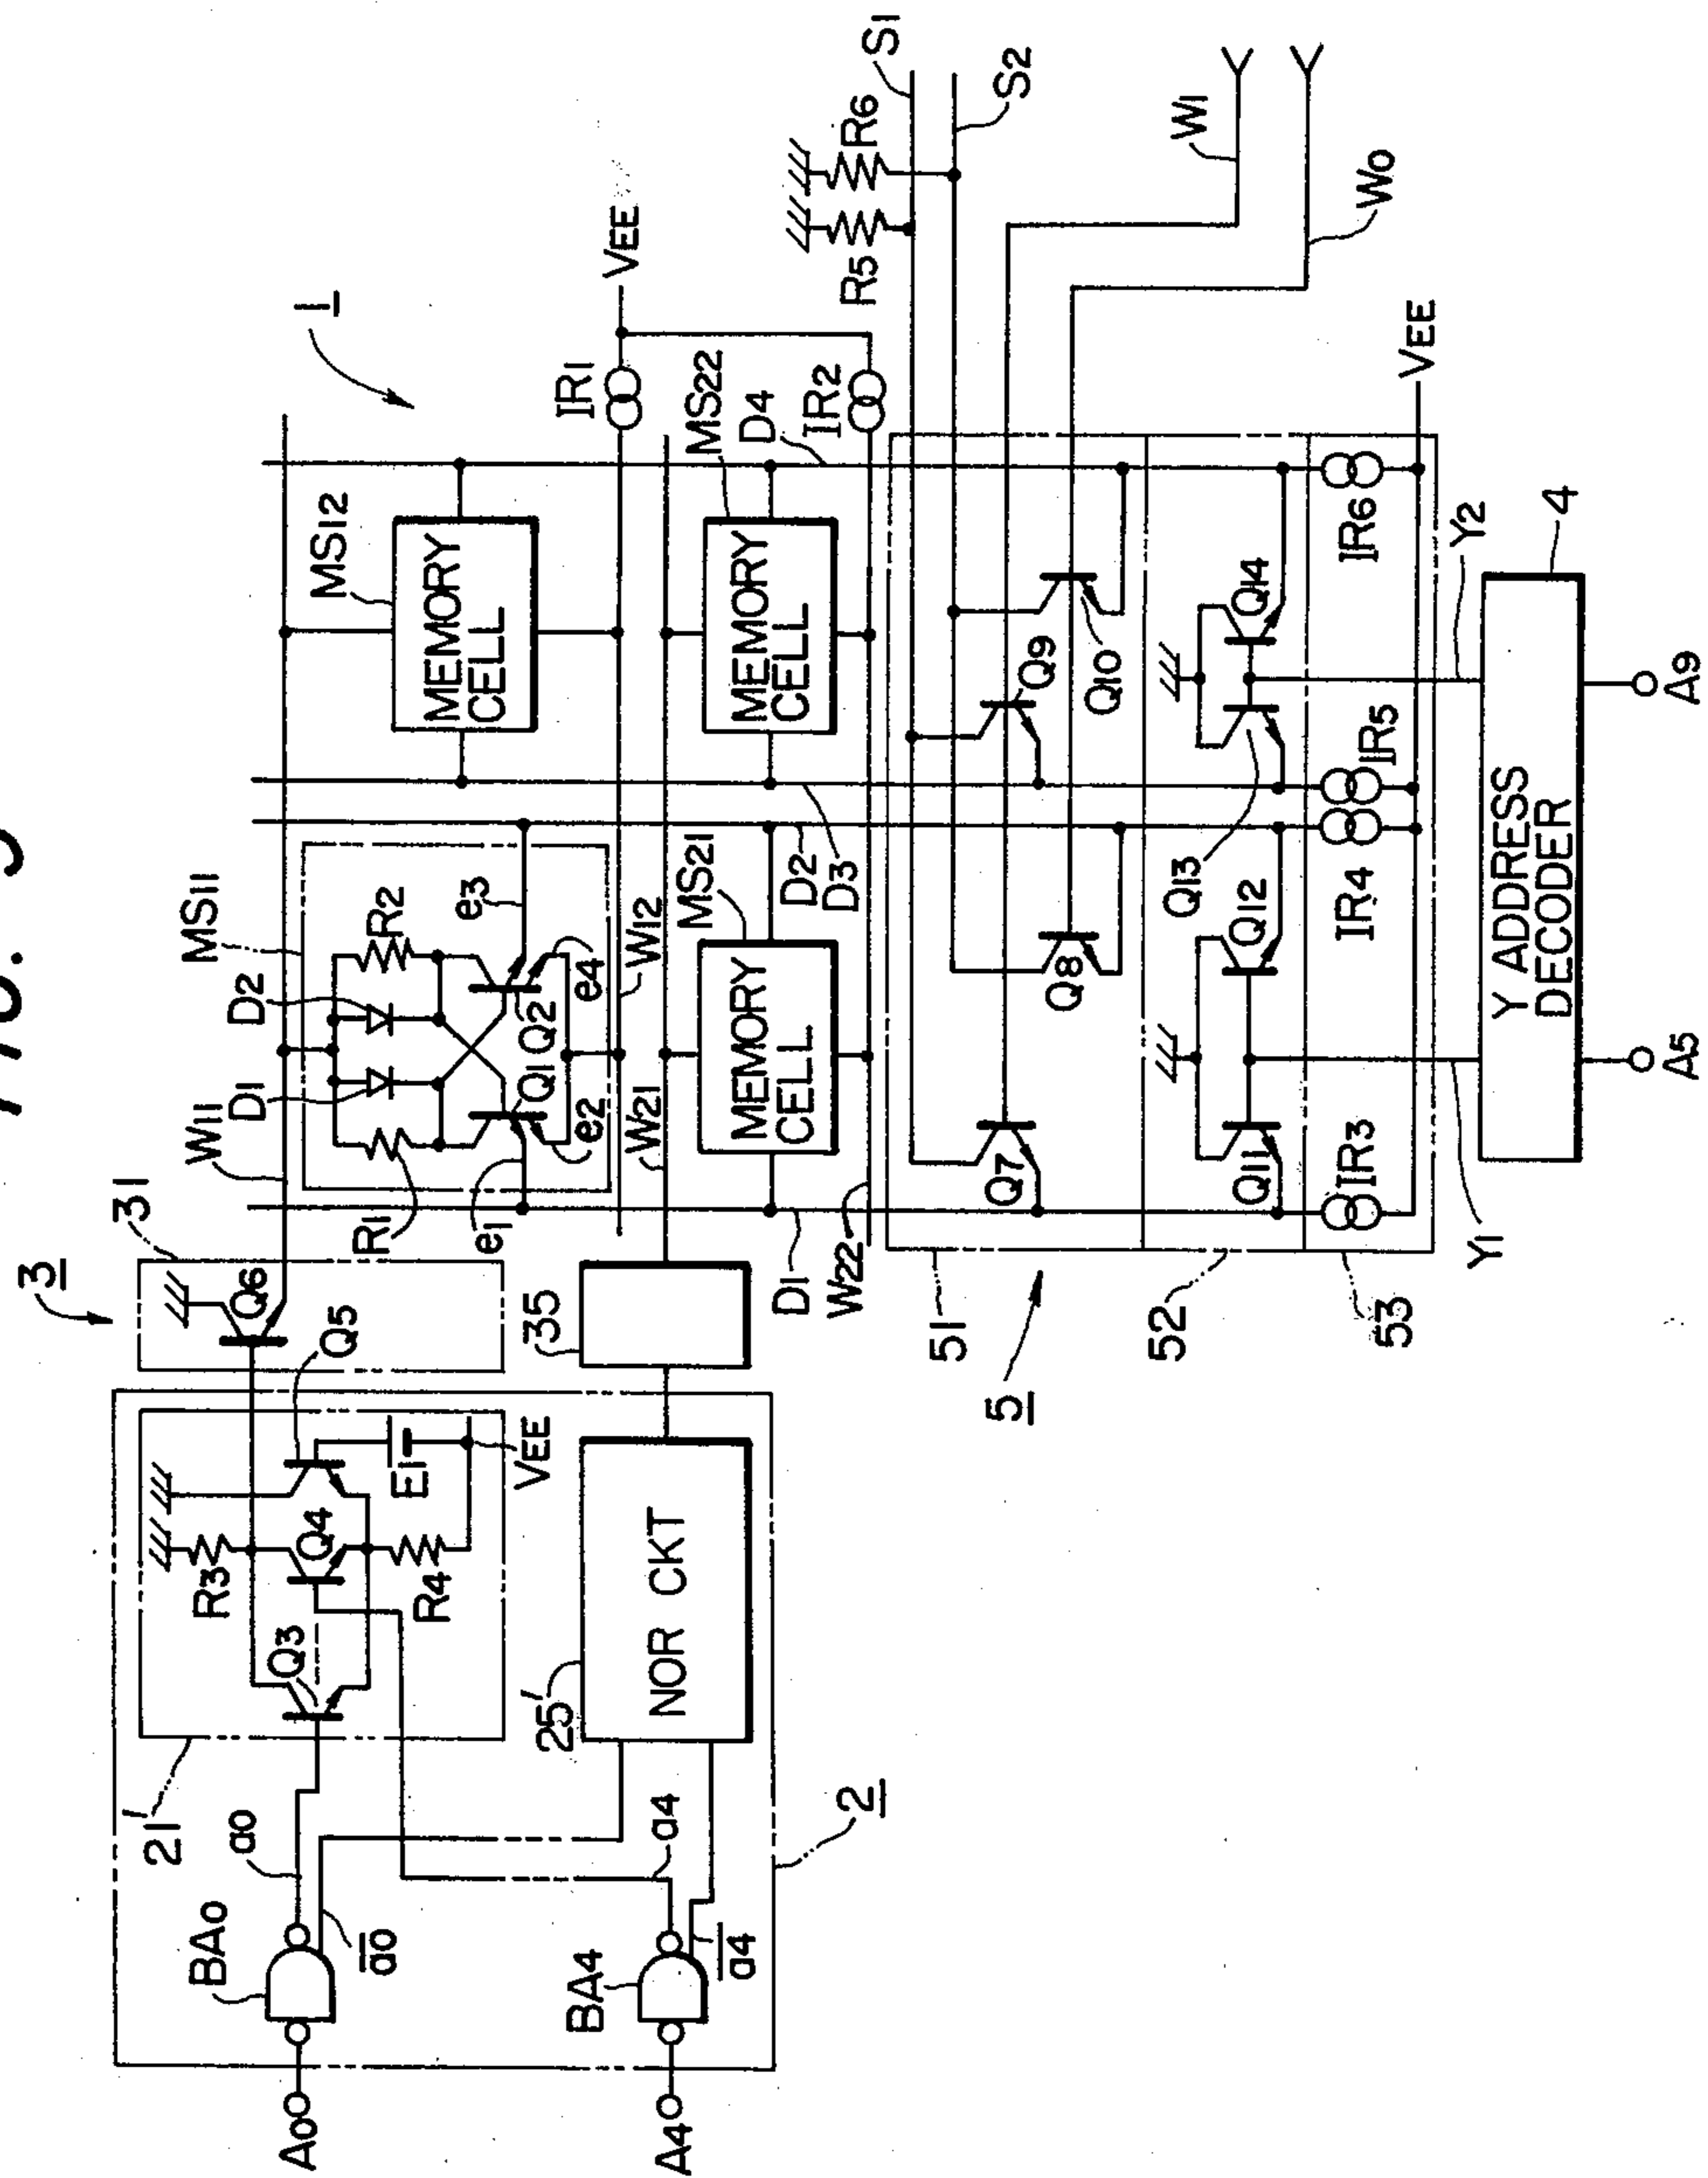 FIG. 3
3
31
W11
D1
D2
MS11
MS12
1
Q6
R1
R2
MEMORY
CELL
e1
e2
Q1
Q2
e3
e4
IR1
VEE
W12
W21
21'
R3
Q3
Q4
Q5
R4
E1
VEE
a0
BA0
A0
a0
35
MS21
MS22
D4
IR2
MEMORY
CELL
MEMORY
CELL
D2
D3
D1
W22
25'
NOR CKT
a4
BA4
A4
a4
2
R5
R6
S1
S2
51
5
Q7
Q8
Q9
Q10
W1
W0
52
Q11
Q12
Q13
Q14
53
IR3
IR4
IR5
IR6
VEE
Y1
Y2
Y ADDRESS
DECODER
4
A5
A9